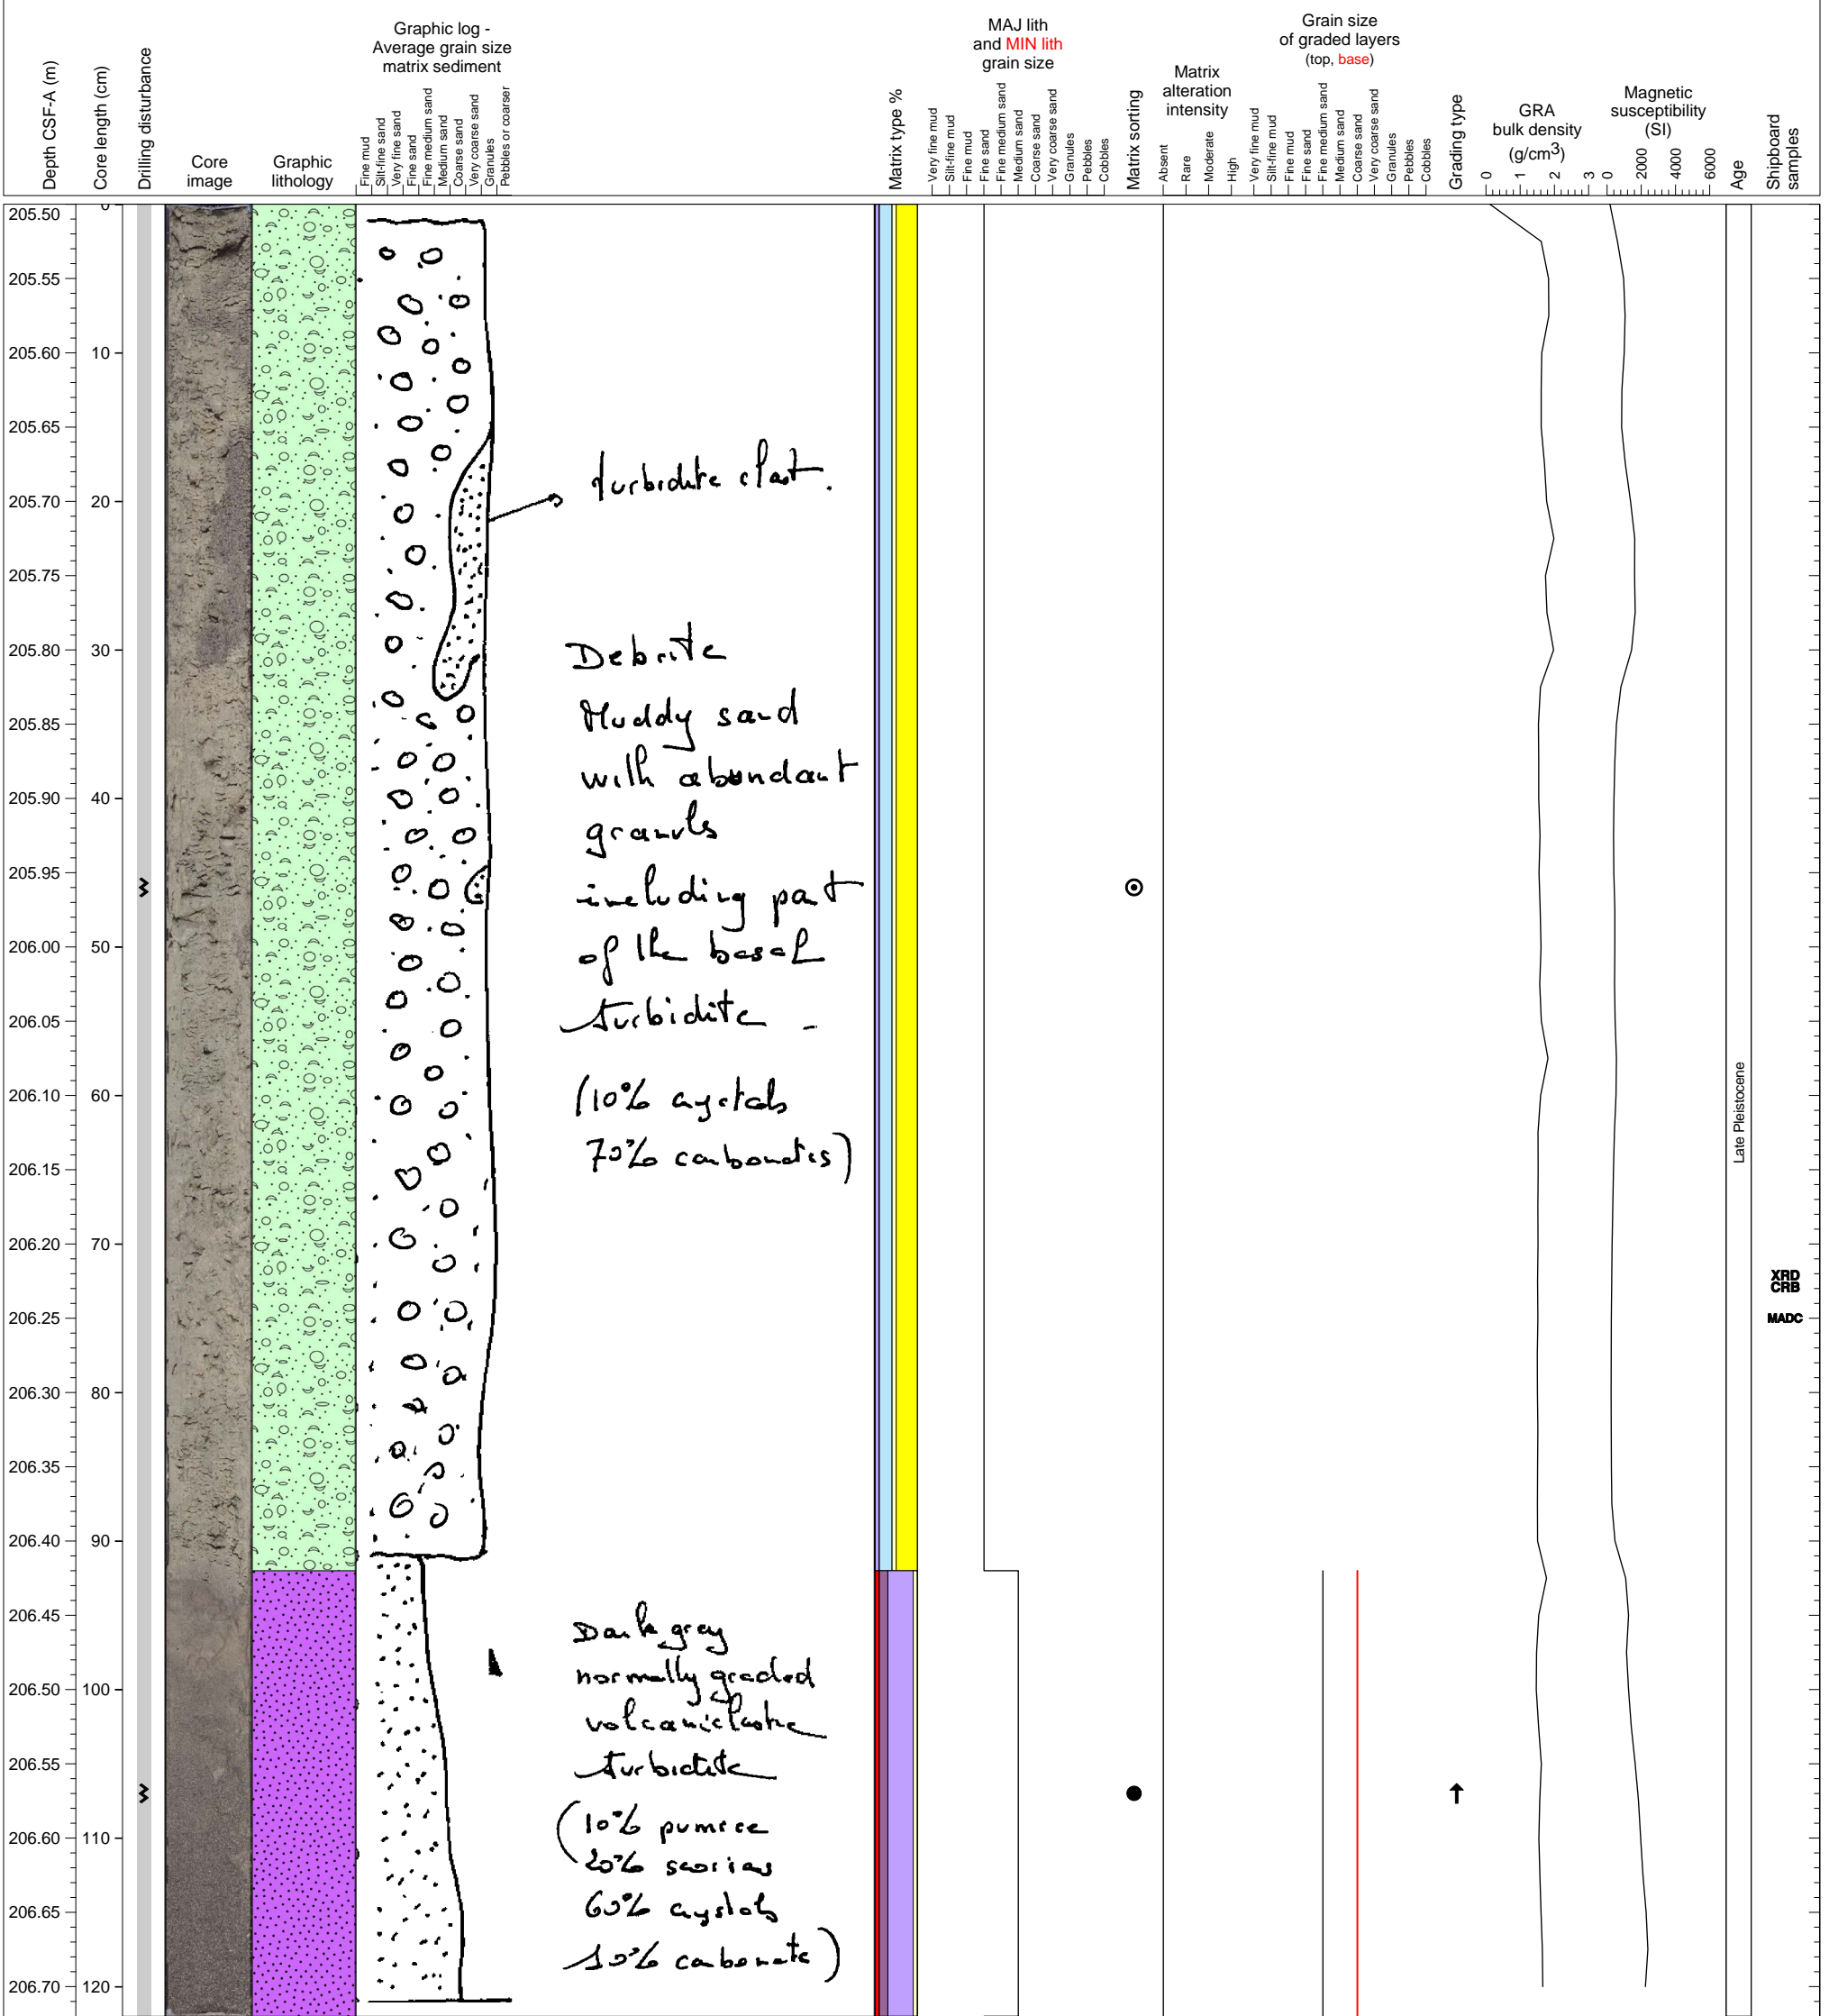 Depth CSF-A (m)
Core length (cm)
Drilling disturbance
Core
image
Graphic
lithology
Graphic log -
Average grain size
matrix sediment
Fine mud
Silt-fine sand
Very fine sand
Fine sand
Fine medium sand
Medium sand
Coarse sand
Very coarse sand
Granules
Pebbles or coarser
Matrix type %
MAJ lith
and MIN lith
grain size
Very fine mud
Silt-fine mud
Fine mud
Fine sand
Fine medium sand
Medium sand
Coarse sand
Very coarse sand
Granules
Pebbles
Cobbles
Matrix sorting
Matrix
alteration
intensity
Absent
Rare
Moderate
High
Grain size
of graded layers
(top, base)
Very fine mud
Silt-fine mud
Fine mud
Fine sand
Fine medium sand
Medium sand
Coarse sand
Very coarse sand
Granules
Pebbles
Cobbles
Grading type
GRA
bulk density
(g/cm3)
0 1 2 3
Magnetic
susceptibility
(SI)
0 2000 4000 6000
Age
Shipboard
samples
205.50 0
205.55
205.60 10
205.65
205.70 20
205.75
205.80 30
205.85
205.90 40
205.95
206.00 50
206.05
206.10 60
206.15
206.20 70
206.25
206.30 80
206.35
206.40 90
206.45
206.50 100
206.55
206.60 110
206.65
206.70 120
turbidite clast.
Debrite
Muddy sand
with abundant
granuls
including part
of the basal
turbidite -
(10% crystals
70% carbonates)
Dark grey
normally graded
volcaniclastic
turbidite
(10% pumice
20% scorias
60% crystals
10% carbonate)
Late Pleistocene
XRD
CRB
MADC